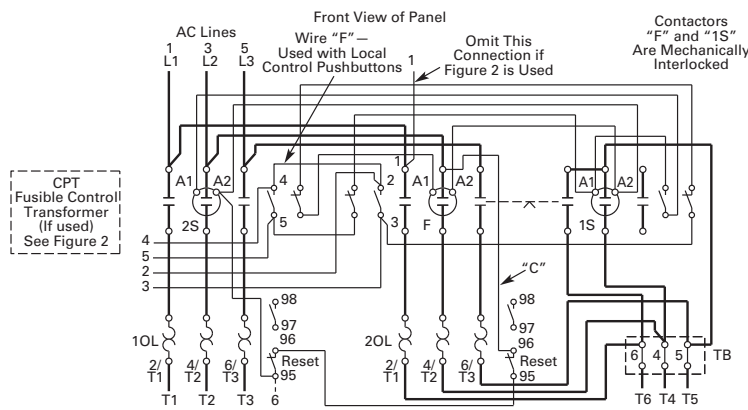 Front View of Panel
AC Lines
1 3 5
L1 L2 L3
Wire “F”—
Used with Local
Control Pushbuttons
Omit This
Connection if
Figure 2 is Used
1
Contactors
“F” and “1S”
Are Mechanically
Interlocked
CPT
Fusible Control
Transformer
(If used)
See Figure 2
A1 A2 4 1 2 A1 A2 A1 A2
2S 5 3 F 1S
4
5
2
3
“C”
98
97
96
Reset
95
6
1OL
2/ 4/ 6/
T1 T2 T3
T1 T2 T3
98
97
96
Reset
95
2OL
2/ 4/ 6/
T1 T2 T3
6 4 5 TB
T6 T4 T5